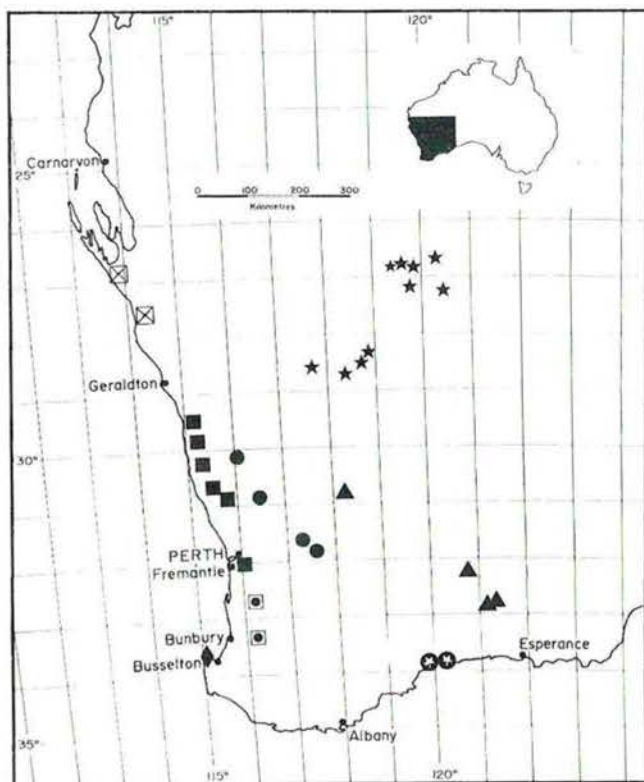 115°
120°
Carnarvon
25°
0 100 200 300
Kilometres
Geraldton
30°
PERTH
Fremantle
Bunbury
Busselton
Esperance
Albany
35°
115°
120°